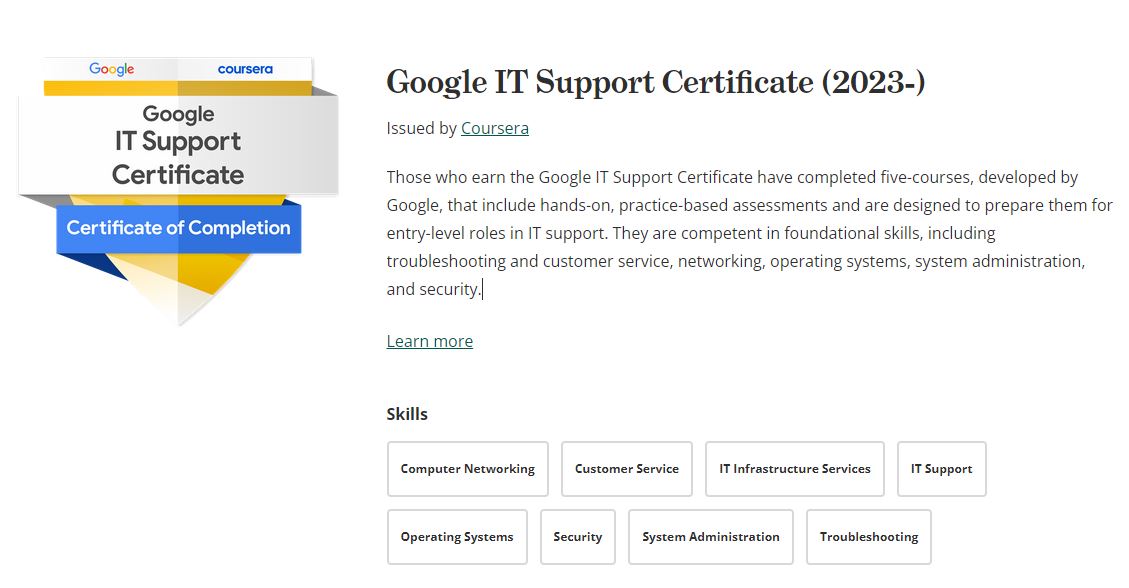 Google coursera
Google
IT Support
Certificate
Certificate of Completion
Google IT Support Certificate (2023-)
Issued by Coursera
Those who earn the Google IT Support Certificate have completed five-courses, developed by
Google, that include hands-on, practice-based assessments and are designed to prepare them for
entry-level roles in IT support. They are competent in foundational skills, including
troubleshooting and customer service, networking, operating systems, system administration,
and security.
Learn more
Skills
Computer Networking Customer Service IT Infrastructure Services IT Support
Operating Systems Security System Administration Troubleshooting